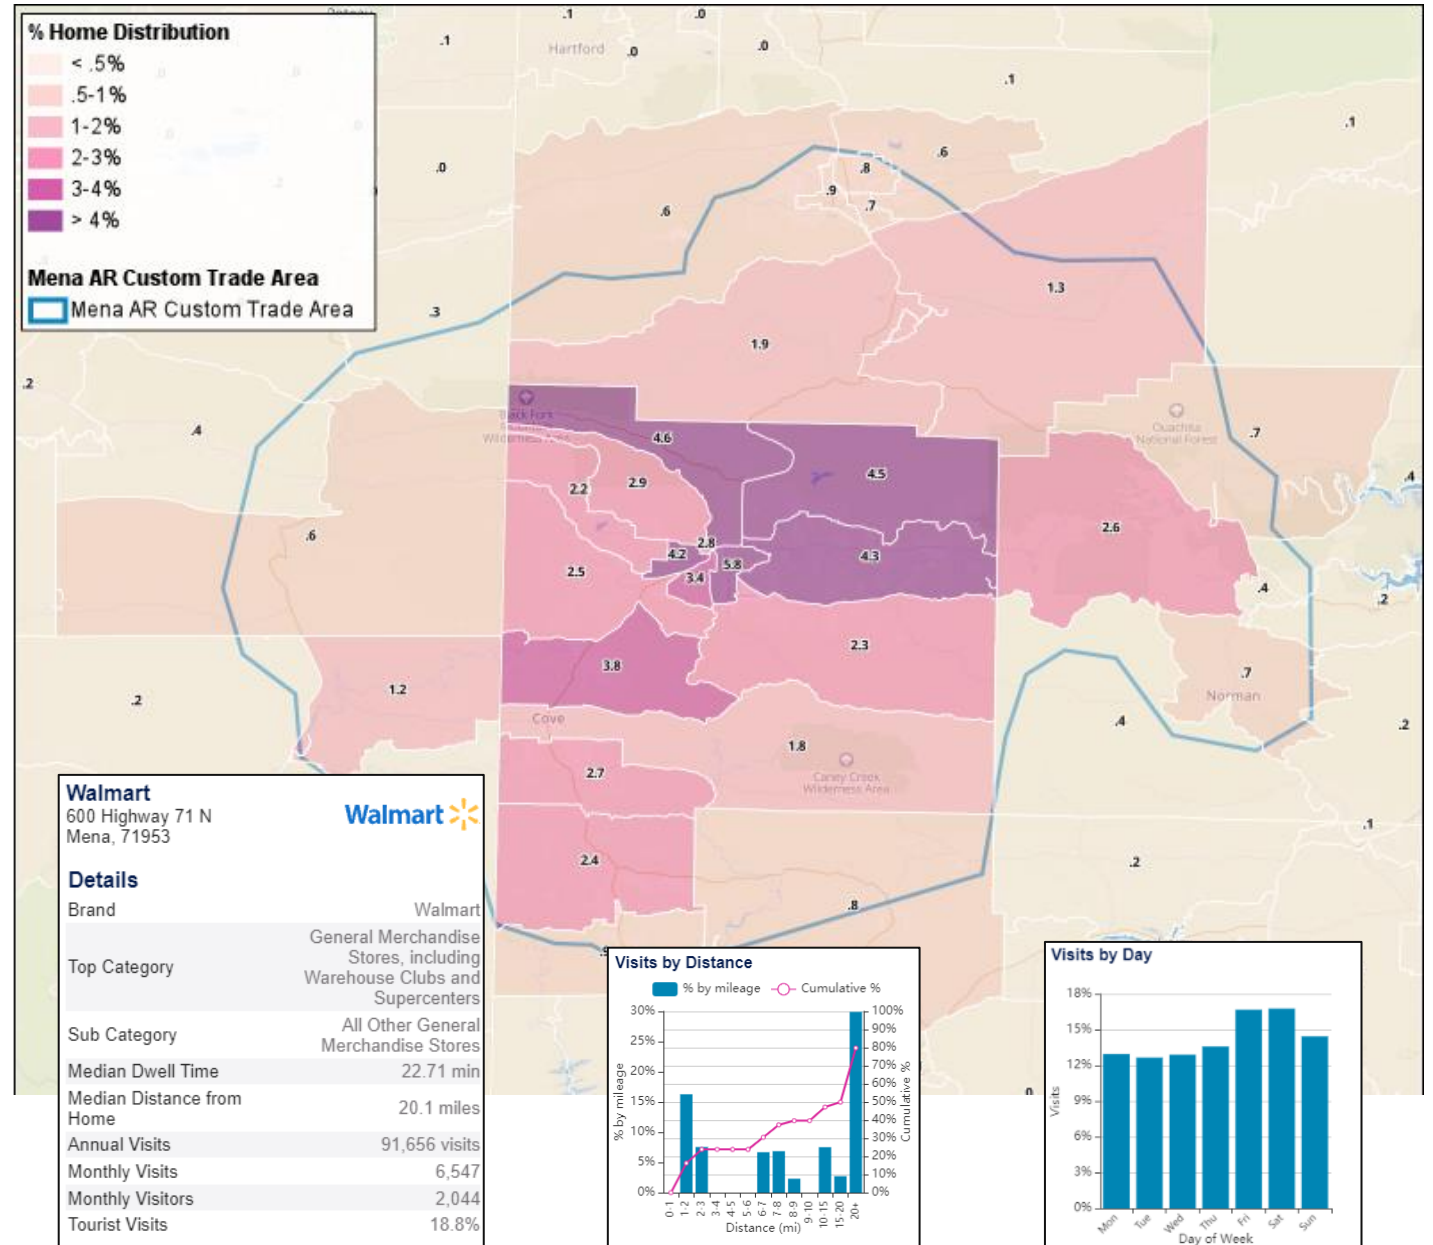 % Home Distribution
< .5%
.5-1%
1-2%
2-3%
3-4%
> 4%
Mena AR Custom Trade Area
Mena AR Custom Trade Area
.1
.0
.1
Hartford
.0
.0
.1
.1
.0
.6
.8
.9
.7
.6
.3
1.3
1.9
.2
.4
Black Fork
Mountain
Wilderness Area
Ouachita
National Forest
.7
4.6
4.5
.4
2.2
2.9
2.6
.6
2.8
4.2
5.8
4.3
2.5
3.4
.4
.2
2.3
3.8
.7
Norman
1.2
.2
Cove
.4
.2
1.8
Caney Creek
Wilderness Area
2.7
.1
2.4
.2
.8
.9
0
Walmart
600 Highway 71 N
Mena, 71953
Walmart
Details
Brand Walmart
Top Category General Merchandise
Stores, including
Warehouse Clubs and
Supercenters
Sub Category All Other General
Merchandise Stores
Median Dwell Time 22.71 min
Median Distance from
Home 20.1 miles
Annual Visits 91,656 visits
Monthly Visits 6,547
Monthly Visitors 2,044
Tourist Visits 18.8%
Visits by Distance
% by mileage Cumulative %
30% 100%
90%
25% 80%
70%
20% 60%
15% 50%
40%
10% 30%
5% 20%
10%
0% 0%
% by mileage
Cumulative %
0-1 1-2 2-3 3-4 4-5 5-6 6-7 7-8 8-9 9-10 10-15 15-20 20+
Distance (mi)
Visits by Day
18%
15%
12%
9%
6%
3%
0%
Visits
Mon Tue Wed Thu Fri Sat Sun
Day of Week